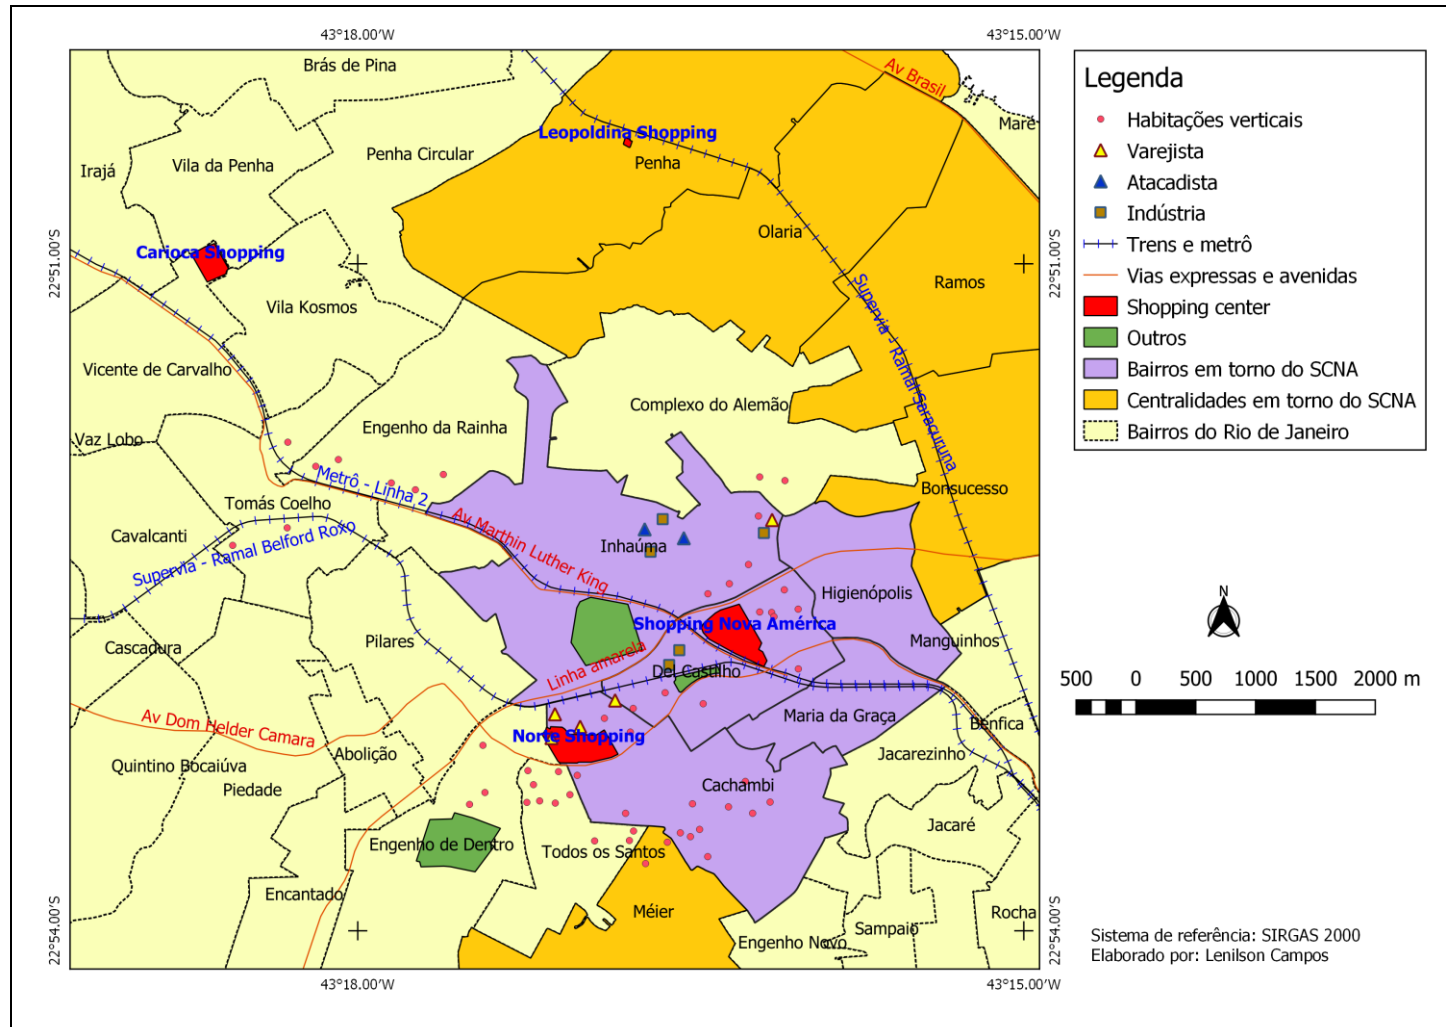 43°18.00'W
43°15.00'W
Brás de Pina
Av Brasil
Maré
Leopoldina Shopping
Penha Circular
Penha
Vila da Penha
Irajá
Olaria
Carioca Shopping
22°51.00'S
22°51.00'S
Ramos
Vila Kosmos
Supervia - Ramal Saracuruna
Vicente de Carvalho
Complexo do Alemão
Engenho da Rainha
Vaz Lobo
Metrô - Linha 2
Bonsucesso
Tomás Coelho
Av Marthin Luther King
Cavalcanti
Inhaúma
Supervia - Ramal Belford Roxo
Higienópolis
Shopping Nova América
Pilares
Manguinhos
Cascadura
Linha amarela
Del Castilho
Maria da Graça
Benfica
Av Dom Helder Camara
Norte Shopping
Abolição
Jacarezinho
Quintino Bocaiúva
Piedade
Cachambi
Jacaré
Engenho de Dentro
Todos os Santos
Encantado
Méier
Rocha
Sampaio
Engenho Novo
22°54.00'S
22°54.00'S
43°18.00'W
43°15.00'W
Legenda
Habitações verticais
Varejista
Atacadista
Indústria
Trens e metrô
Vias expressas e avenidas
Shopping center
Outros
Bairros em torno do SCNA
Centralidades em torno do SCNA
Bairros do Rio de Janeiro
N
500 0 500 1000 1500 2000 m
Sistema de referência: SIRGAS 2000
Elaborado por: Lenilson Campos